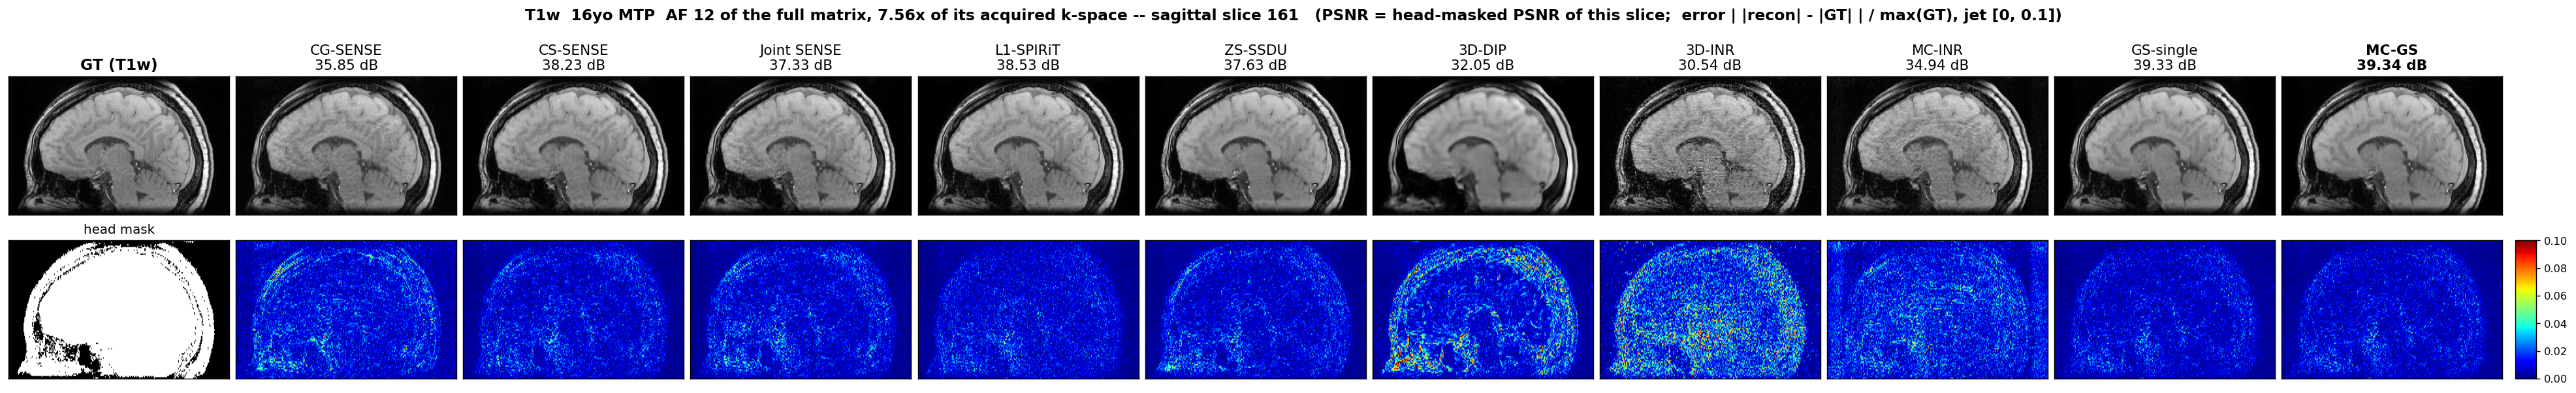 T1w 16yo MTP AF 12 of the full matrix, 7.56x of its acquired k-space -- sagittal slice 161 (PSNR = head-masked PSNR of this slice; error | |recon| - |GT| | / max(GT), jet [0, 0.1])
GT (T1w)
CG-SENSE
35.85 dB
CS-SENSE
38.23 dB
Joint SENSE
37.33 dB
L1-SPIRiT
38.53 dB
ZS-SSDU
37.63 dB
3D-DIP
32.05 dB
3D-INR
30.54 dB
MC-INR
34.94 dB
GS-single
39.33 dB
MC-GS
39.34 dB
head mask
0.10
0.08
0.06
0.04
0.02
0.00